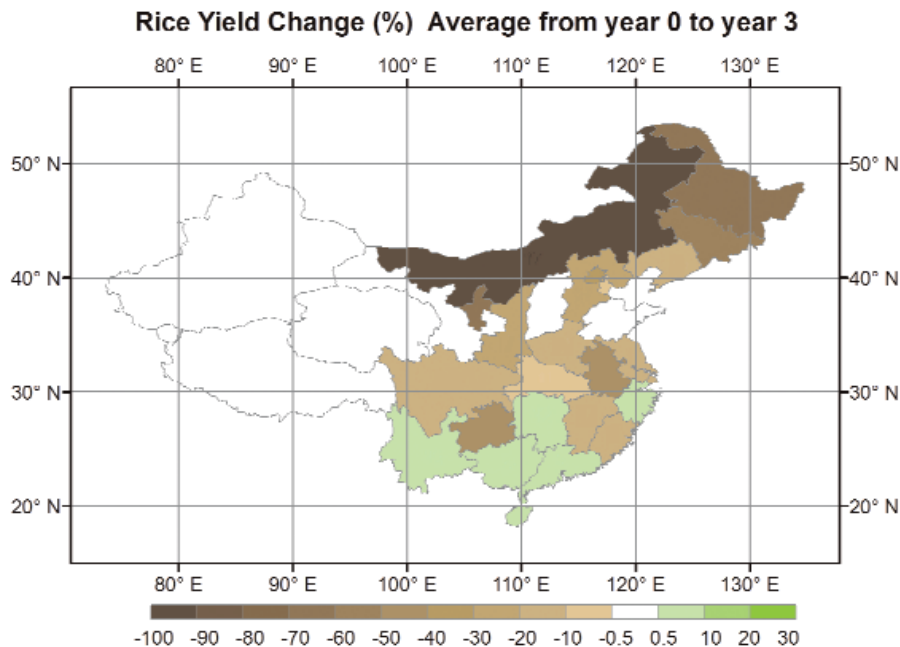 Rice Yield Change (%) Average from year 0 to year 3
80° E 90° E 100° E 110° E 120° E 130° E
50° N 50° N
40° N 40° N
30° N 30° N
20° N 20° N
80° E 90° E 100° E 110° E 120° E 130° E
-100 -90 -80 -70 -60 -50 -40 -30 -20 -10 -0.5 0.5 10 20 30